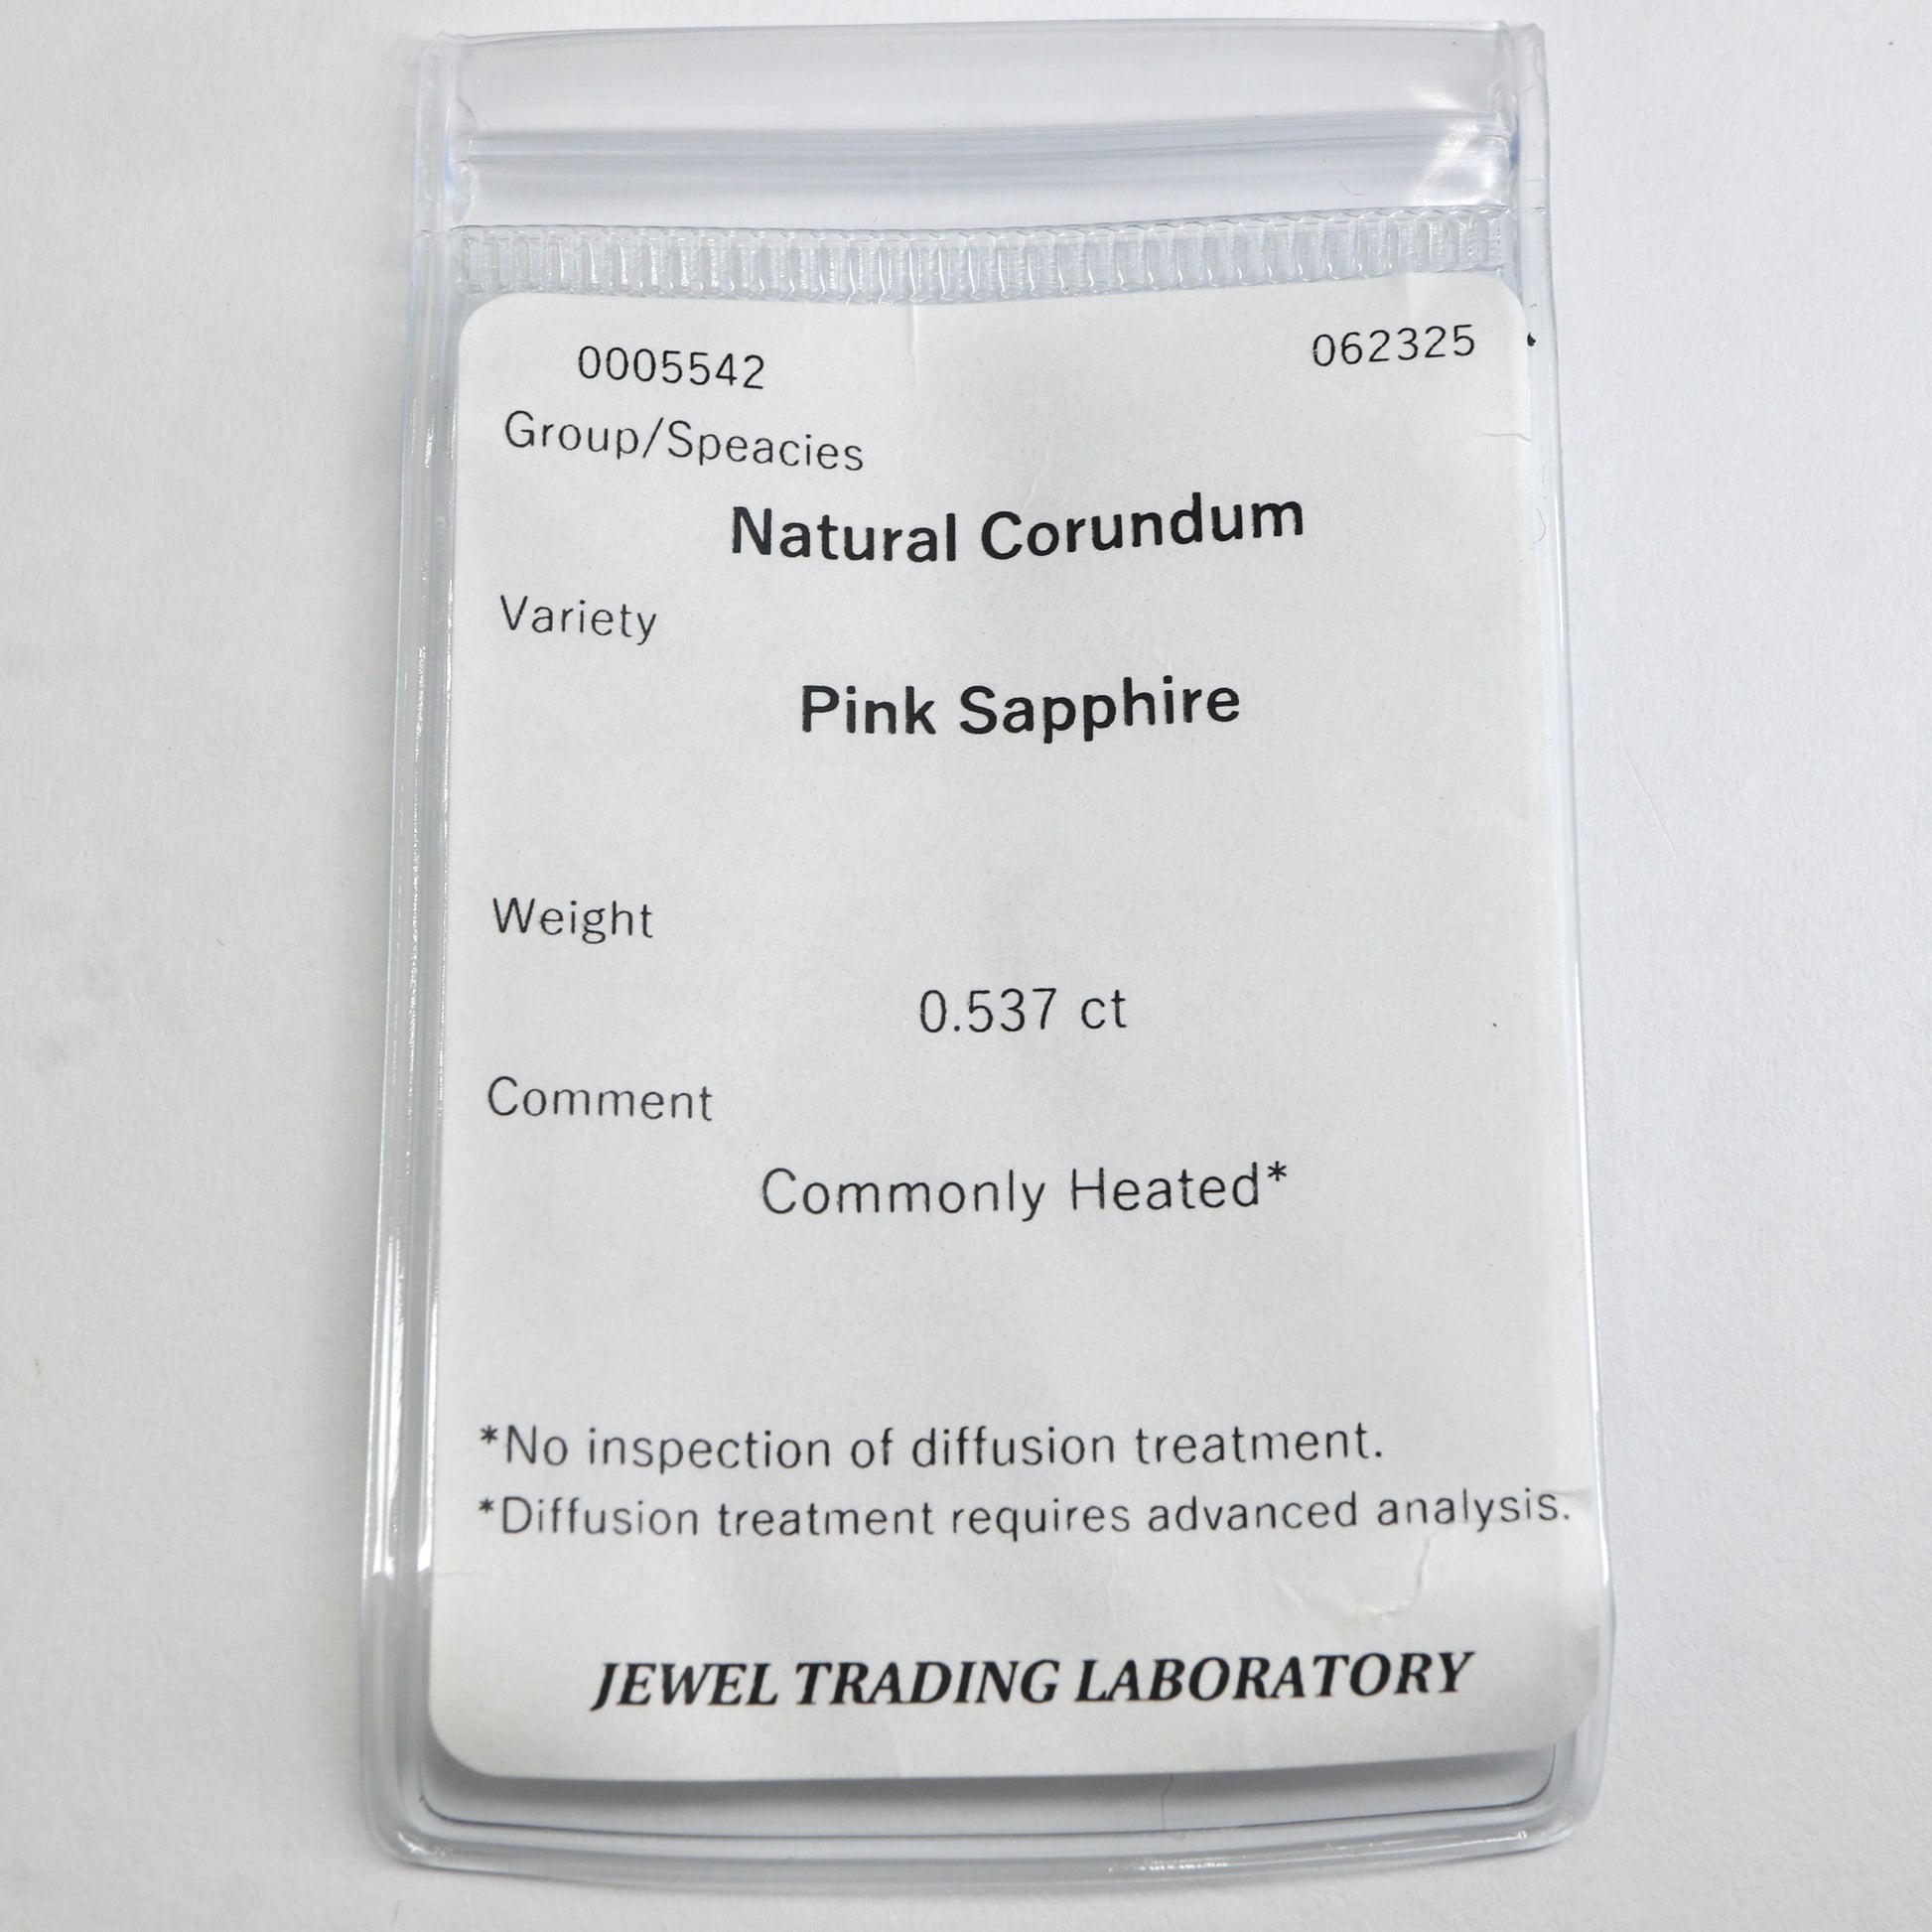 0005542 062325
Group/Speacies
Natural Corundum
Variety
Pink Sapphire
Weight
0.537 ct
Comment
Commonly Heated*
*No inspection of diffusion treatment.
*Diffusion treatment requires advanced analysis.
JEWEL TRADING LABORATORY